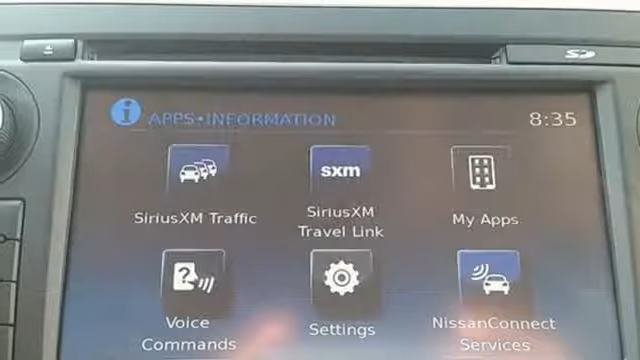 SD
i APPS•INFORMATION 8:35
sxm
SiriusXM Traffic
SiriusXM
Travel Link
My Apps
?
Voice
Commands
Settings
NissanConnect
Services